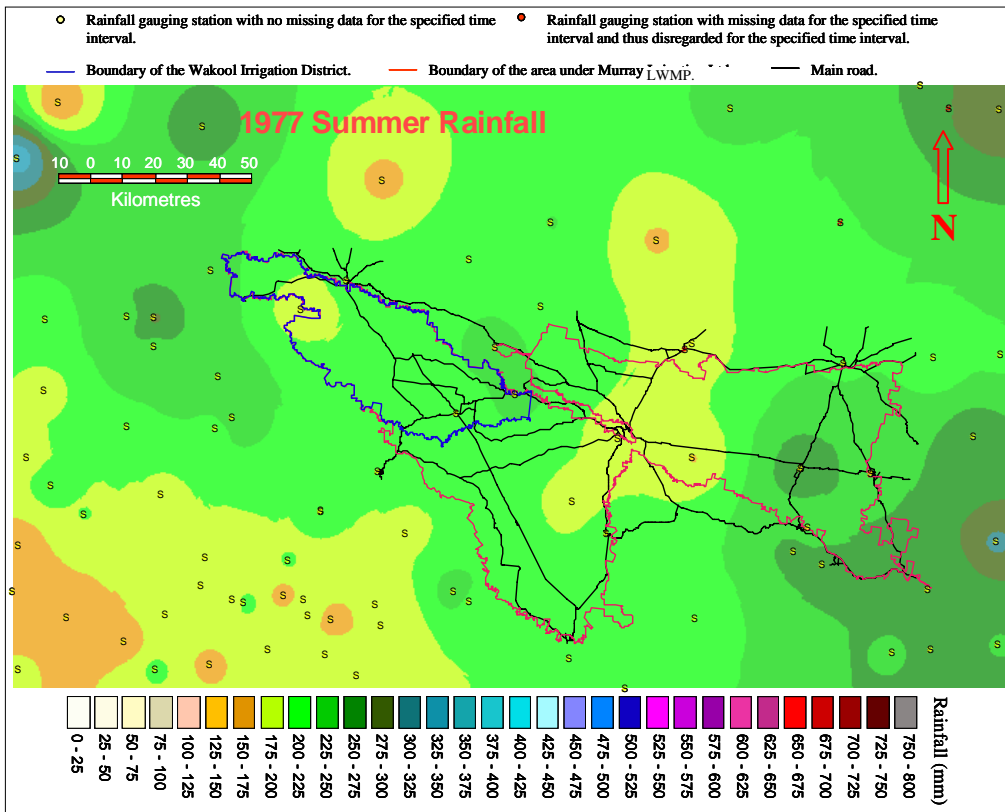 Rainfall gauging station with no missing data for the specified time
interval.
Rainfall gauging station with missing data for the specified time
interval and thus disregarded for the specified time interval.
Boundary of the Wakool Irrigation District.
Boundary of the area under Murray
LWMP.
Main road.
1977 Summer Rainfall
10 0 10 20 30 40 50
Kilometres
N
0 - 25
25 - 50
50 - 75
75 - 100
100 - 125
125 - 150
150 - 175
175 - 200
200 - 225
225 - 250
250 - 275
275 - 300
300 - 325
325 - 350
350 - 375
375 - 400
400 - 425
425 - 450
450 - 475
475 - 500
500 - 525
525 - 550
550 - 575
575 - 600
600 - 625
625 - 650
650 - 675
675 - 700
700 - 725
725 - 750
750 - 800
Rainfall (mm)